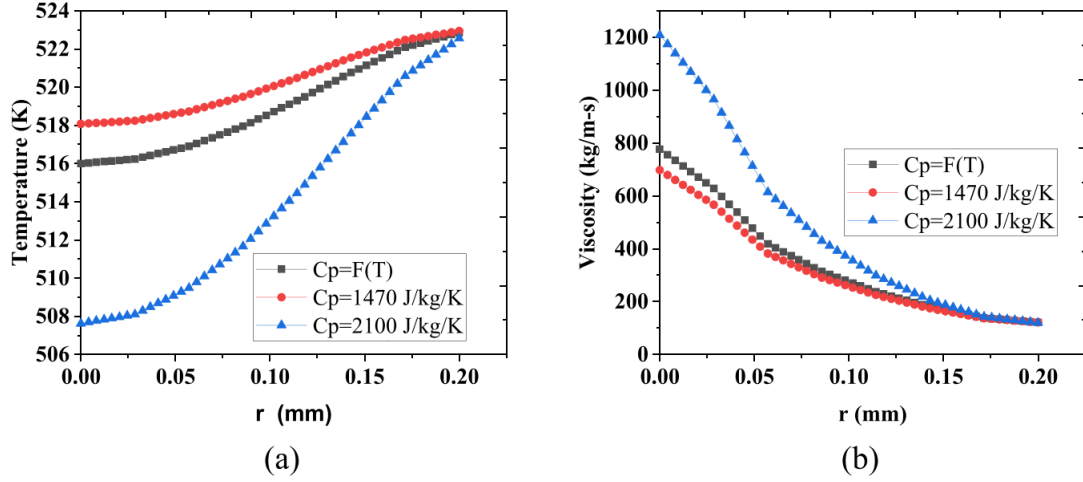 Temperature (K)
524
522
520
518
516
514
512
510
508
506
0.00
0.05
0.10
0.15
0.20
r (mm)
Cp=F(T)
Cp=1470 J/kg/K
Cp=2100 J/kg/K
(a)
Viscosity (kg/m-s)
1200
1000
800
600
400
200
0
0.00
0.05
0.10
0.15
0.20
r (mm)
Cp=F(T)
Cp=1470 J/kg/K
Cp=2100 J/kg/K
(b)